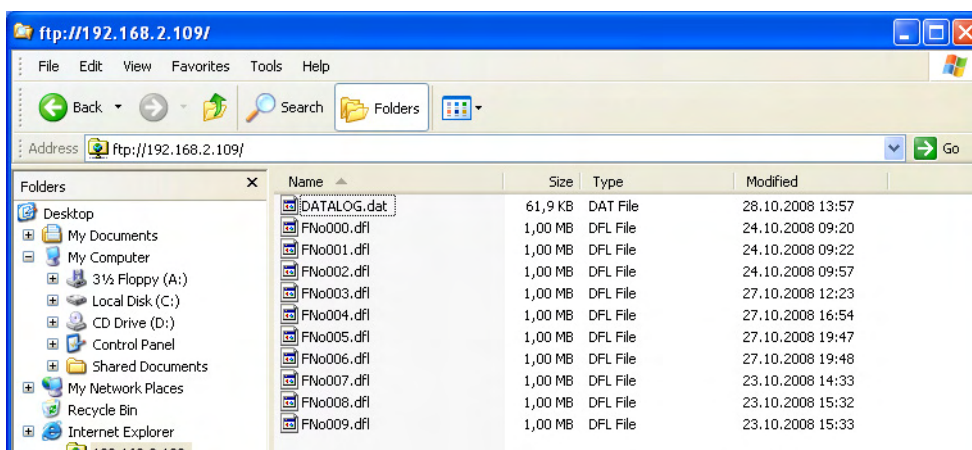 ftp://192.168.2.109/
File Edit View Favorites Tools Help
Back Search Folders
Address ftp://192.168.2.109/ Go
Folders x Name Size Type Modified
Desktop DATALOG.dat 61,9 KB DAT File 28.10.2008 13:57
My Documents FNo000.dfl 1,00 MB DFL File 24.10.2008 09:20
My Computer FNo001.dfl 1,00 MB DFL File 24.10.2008 09:22
3½ Floppy (A:) FNo002.dfl 1,00 MB DFL File 24.10.2008 09:57
Local Disk (C:) FNo003.dfl 1,00 MB DFL File 27.10.2008 12:23
CD Drive (D:) FNo004.dfl 1,00 MB DFL File 27.10.2008 16:54
Control Panel FNo005.dfl 1,00 MB DFL File 27.10.2008 19:47
Shared Documents FNo006.dfl 1,00 MB DFL File 27.10.2008 19:48
My Network Places FNo007.dfl 1,00 MB DFL File 23.10.2008 14:33
Recycle Bin FNo008.dfl 1,00 MB DFL File 23.10.2008 15:32
Internet Explorer FNo009.dfl 1,00 MB DFL File 23.10.2008 15:33